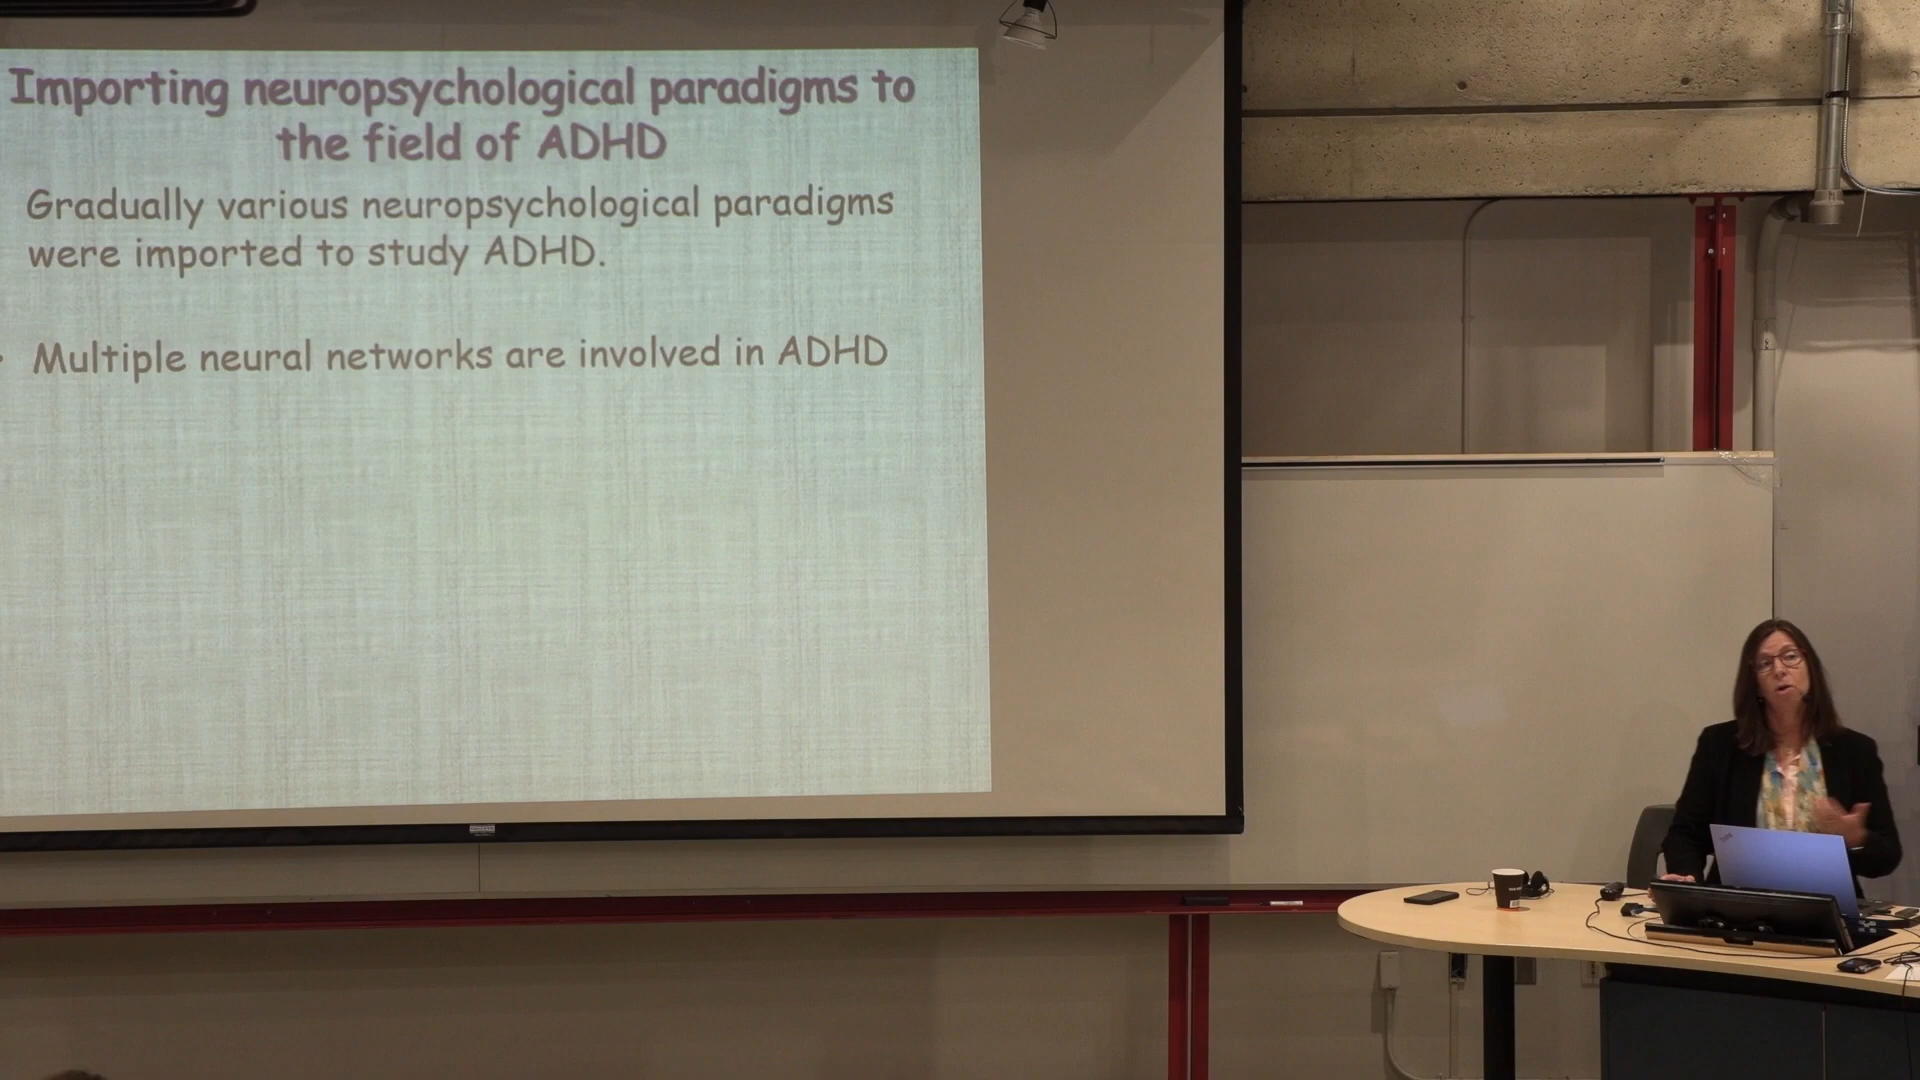 Importing neuropsychological paradigms to
the field of ADHD
Gradually various neuropsychological paradigms
were imported to study ADHD.
• Multiple neural networks are involved in ADHD